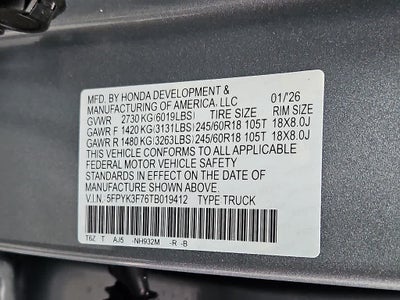 MFD. BY HONDA DEVELOPMENT &
MANUFACTURING OF AMERICA, LLC 01/'26
GVWR 2730 KG(6019LBS) TIRE SIZE RIM SIZE
GAWR F 1420 KG(3131LBS) 245/60R18 105T 18X8.0J
GAWR R 1480 KG(3263LBS) 245/60R18 105T 18X8.0J
THIS VEHICLE CONFORMS TO ALL APPLICABLE
FEDERAL MOTOR VEHICLE SAFETY
STANDARDS IN EFFECT ON THE DATE OF
MANUFACTURE SHOWN ABOVE.
V.I.N. 5FPYK3F76TB019412 TYPE TRUCK
T6Z T AJ5 -NH932M -R -B